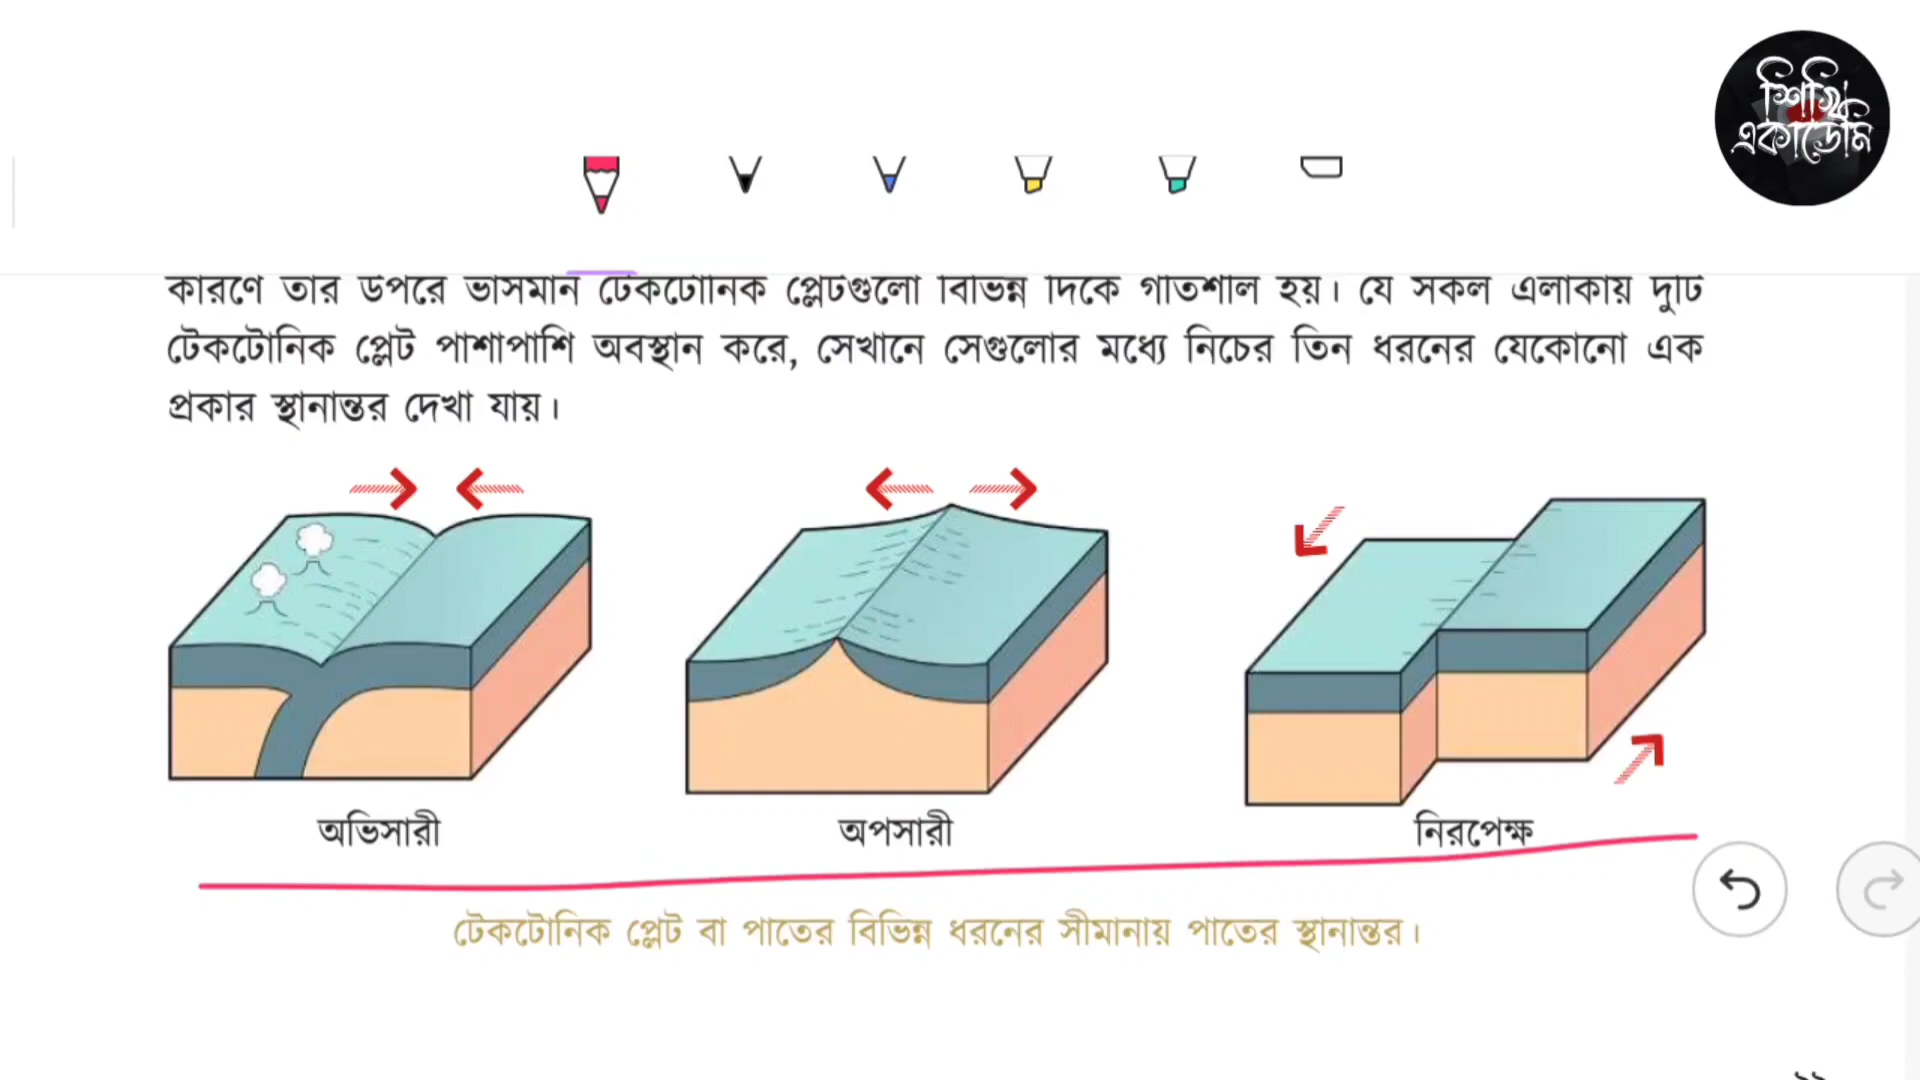 শিখি
একাডেমি
কারণে তার উপরে ভাসমান টেকটোনিক প্লেটগুলো বিভিন্ন দিকে গতিশীল হয়। যে সকল এলাকায় দুটি
টেকটোনিক প্লেট পাশাপাশি অবস্থান করে, সেখানে সেগুলোর মধ্যে নিচের তিন ধরনের যেকোনো এক
প্রকার স্থানান্তর দেখা যায়।
অভিসারী
অপসারী
নিরপেক্ষ
টেকটোনিক প্লেট বা পাতের বিভিন্ন ধরনের সীমানায় পাতের স্থানান্তর।